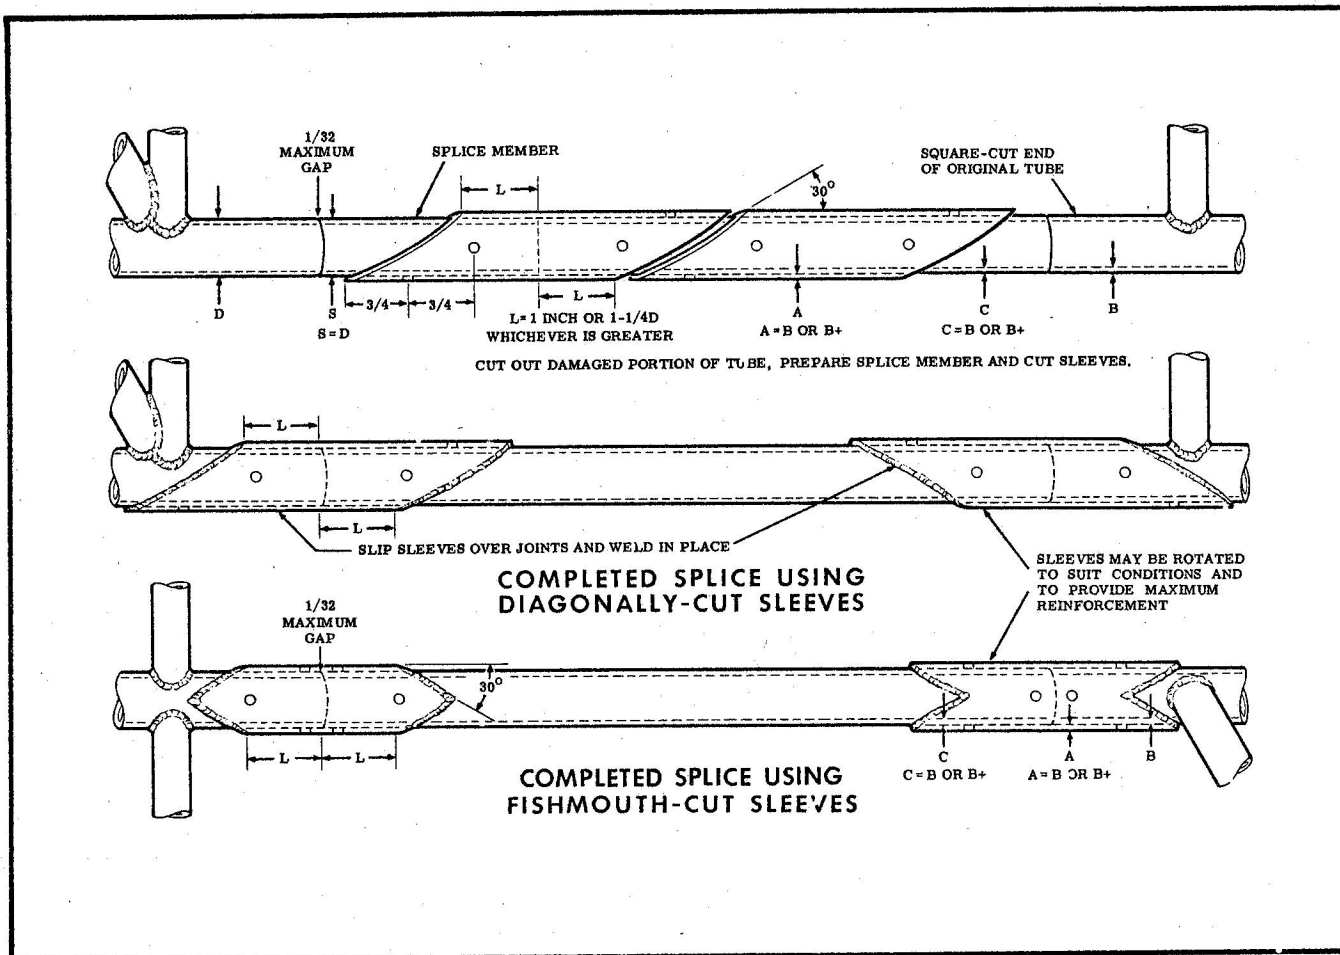 1/32
MAXIMUM
GAP
SPLICE MEMBER
L
30°
SQUARE-CUT END
OF ORIGINAL TUBE
3/4
3/4
L
D
S
S=D
L=1 INCH OR 1-1/4D
WHICHEVER IS GREATER
A
A=B OR B+
C
C=B OR B+
B
CUT OUT DAMAGED PORTION OF TUBE, PREPARE SPLICE MEMBER AND CUT SLEEVES.
L
L
SLIP SLEEVES OVER JOINTS AND WELD IN PLACE
COMPLETED SPLICE USING
DIAGONALLY-CUT SLEEVES
SLEEVES MAY BE ROTATED
TO SUIT CONDITIONS AND
TO PROVIDE MAXIMUM
REINFORCEMENT
1/32
MAXIMUM
GAP
30°
L
L
C
C=B OR B+
A
A=B OR B+
B
COMPLETED SPLICE USING
FISHMOUTH-CUT SLEEVES